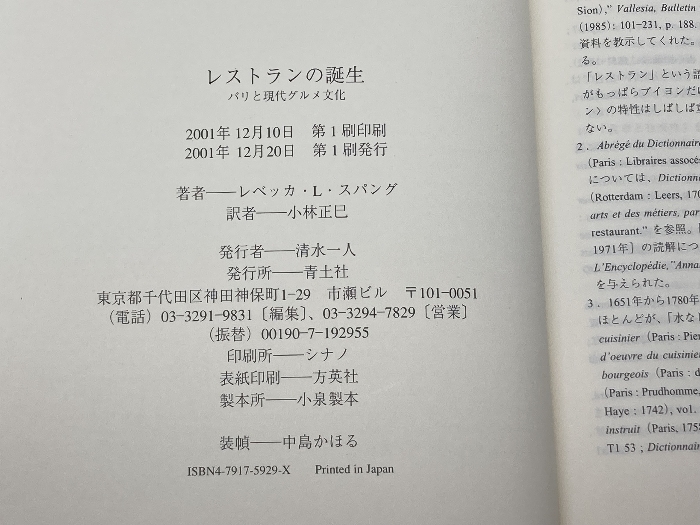 レストランの誕生
パリと現代グルメ文化
2001年12月10日 第1刷印刷
2001年12月20日 第1刷発行
著者——レベッカ・L・スパング
訳者——小林正巳
発行者——清水一人
発行所——青土社
東京都千代田区神田神保町1-29 市瀬ビル 〒101-0051
(電話) 03-3291-9831〔編集〕、03-3294-7829〔営業〕
(振替) 00190-7-192955
印刷所——シナノ
表紙印刷——方英社
製本所——小泉製本
装幀——中島かほる
ISBN4-7917-5929-X Printed in Japan
Sion),” Vallesia, Bulletin
(1985): 101-231, p. 188.
資料を教示してくれた。
る。
「レストラン」という
がもっぱらブイヨンだ
ン〉の特性はしばしば
ない。
2. Abrégé du Dictionnair
(Paris : Libraires associ
については、Dictionn
(Rotterdam : Leers, 170
arts et des métiers, par
restaurant.” を参照。
1971年〕の読解につ
L'Encyclopédie,”Anna
を与えられた。
3. 1651年から1780年
ほとんどが、「水な
cuisinier (Paris : Pier
d'oeuvre du cuisinie
bourgeois (Paris : d
(Paris : Prudhomme,
Haye : 1742), vol.
instruit (Paris, 175
T1 53 ; Dictionnair